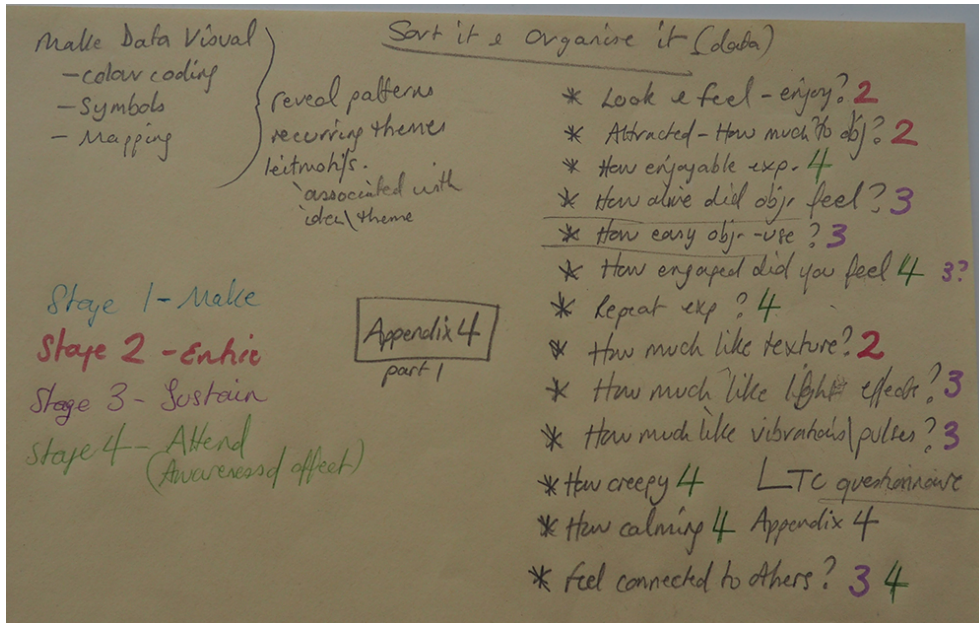 Make Data Visual
- colour coding
- Symbols
- Mapping
reveal patterns
recurring themes
leitmotifs.
associated with
idea\theme
Stage 1 - Make
Stage 2 - Entice
Stage 3 - Sustain
Stage 4 - Attend
(Awareness of affect)
Appendix 4
part 1
Sort it & Organise it (data)
* Look & feel - enjoy? 2
* Attracted - How much to obj? 2
* How enjoyable exp. 4
* How alive did obj. feel? 3
* How easy obj. - use? 3
* How engaged did you feel 4 3?
* Repeat exp? 4
* How much like texture? 2
* How much like light effects? 3
* How much like vibrations\pulses? 3
* How creepy 4 LTC questionnaire
* How calming 4 Appendix 4
* Feel connected to others? 3 4